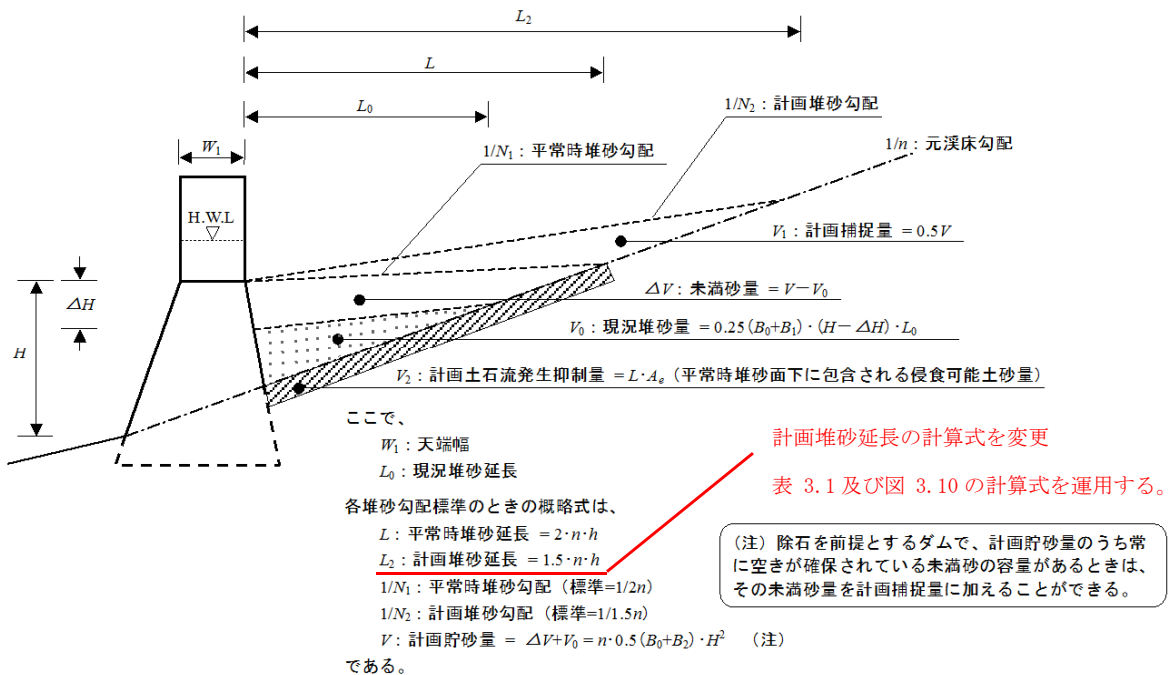 L₂
L
L₀
1/N₂：計画堆砂勾配
1/n：元渓床勾配
W₁
1/N₁：平常時堆砂勾配
H.W.L
V₁：計画捕捉量 =0.5V
ΔH
ΔV：未満砂量 =V−V₀
V₀：現況堆砂量 =0.25(B₀+B₁)·(H−ΔH)·L₀
H
V₂：計画土石流発生抑制量 =L·Aₑ (平常時堆砂面下に包含される侵食可能土砂量)
ここで、
W₁：天端幅
L₀：現況堆砂延長
各堆砂勾配標準のときの概略式は、
L：平常時堆砂延長 =2·n·h
L₂：計画堆砂延長 =1.5·n·h
1/N₁：平常時堆砂勾配（標準=1/2n）
1/N₂：計画堆砂勾配（標準=1/1.5n）
V：計画貯砂量 = ΔV+V₀ = n·0.5(B₀+B₂)·H² （注）
である。
計画堆砂延長の計算式を変更
表 3.1 及び図 3.10 の計算式を運用する。
（注）除石を前提とするダムで、計画貯砂量のうち常
に空きが確保されている未満砂の容量があるときは、
その未満砂量を計画捕捉量に加えることができる。